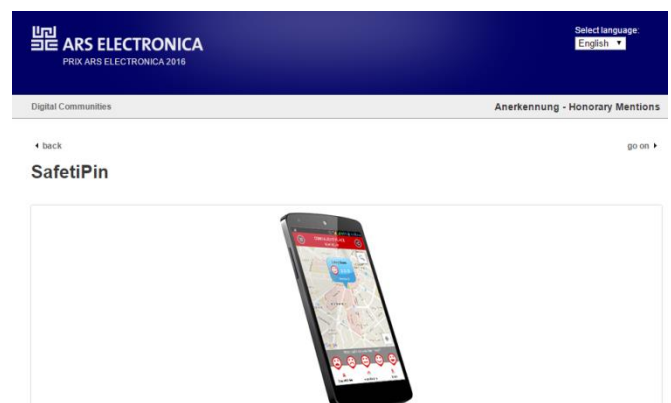 ARS ELECTRONICA
PRIX ARS ELECTRONICA 2016
Select language:
English
Digital Communities
Anerkennung - Honorary Mentions
back
go on
SafetiPin